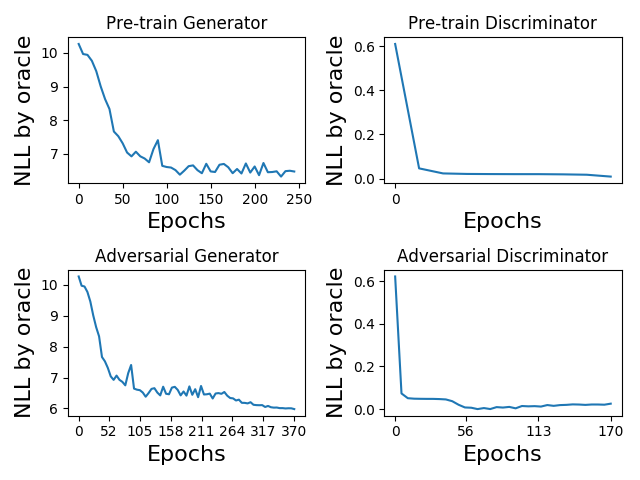 Pre-train Generator
NLL by oracle
10
9
8
7
0 50 100 150 200 250
Epochs
Pre-train Discriminator
NLL by oracle
0.6
0.4
0.2
0.0
0
Epochs
Adversarial Generator
NLL by oracle
10
9
8
7
6
0 52 105 158 211 264 317 370
Epochs
Adversarial Discriminator
NLL by oracle
0.6
0.4
0.2
0.0
0 56 113 170
Epochs